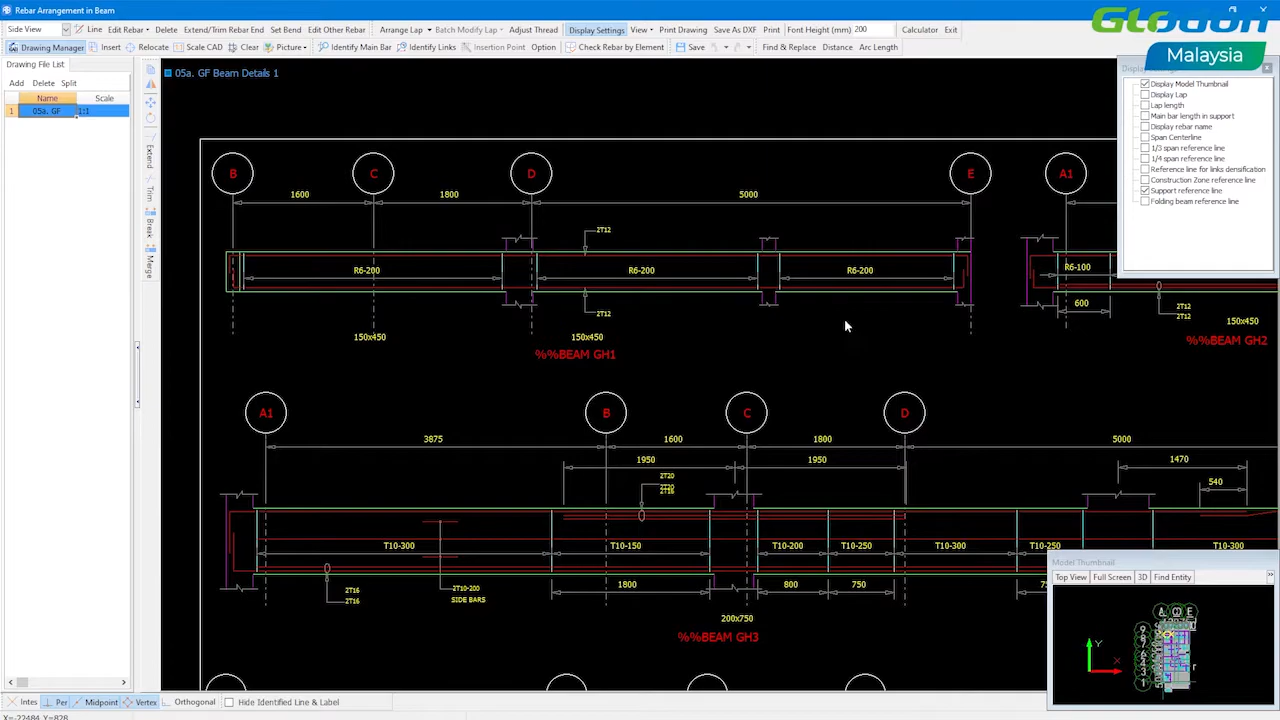 Rebar Arrangement in Beam
Side View Line Edit Rebar Delete Extend/Trim Rebar End Set Bend Edit Other Rebar Arrange Lap Batch Modify Lap Adjust Thread Display Settings View Print Drawing Save As DXF Print Font Height (mm) 200 Calculator Exit
Glodon
Malaysia
Drawing Manager Insert Relocate Scale CAD Clear Picture Identify Main Bar Identify Links Insertion Point Option Check Rebar by Element Save Find & Replace Distance Arc Length
Drawing File List
Add Delete Split
Name Scale
1 05a. GF 1:1
Extend
Trim
Break
Merge
05a. GF Beam Details 1
Display Model Thumbnail
Display Lap
Lap length
Main bar length in support
Display rebar name
Span Centerline
1/3 span reference line
1/4 span reference line
Reference line for links densification
Construction Zone reference line
Support reference line
Folding beam reference line
B C D E A1
1600 1800 5000
2T12
R6-200 R6-200 R6-200 R6-100
600
2T12
2T12
2T12
150x450 150x450 150x450
%%BEAM GH1 %%BEAM GH2
A1 B C D
3875 1600 1800 5000
1950 1950 1470
2T20
2T20
2T16
540
T10-300 T10-150 T10-200 T10-250 T10-300 T10-250 T10-300
1800 800 750
2T16
2T16
2T10-200
SIDE BARS
200x750
%%BEAM GH3
Model Thumbnail
Top View Full Screen 3D Find Entity
Y
X
Intes Per Midpoint Vertex Orthogonal Hide Identified Line & Label
X=-22484 Y=828